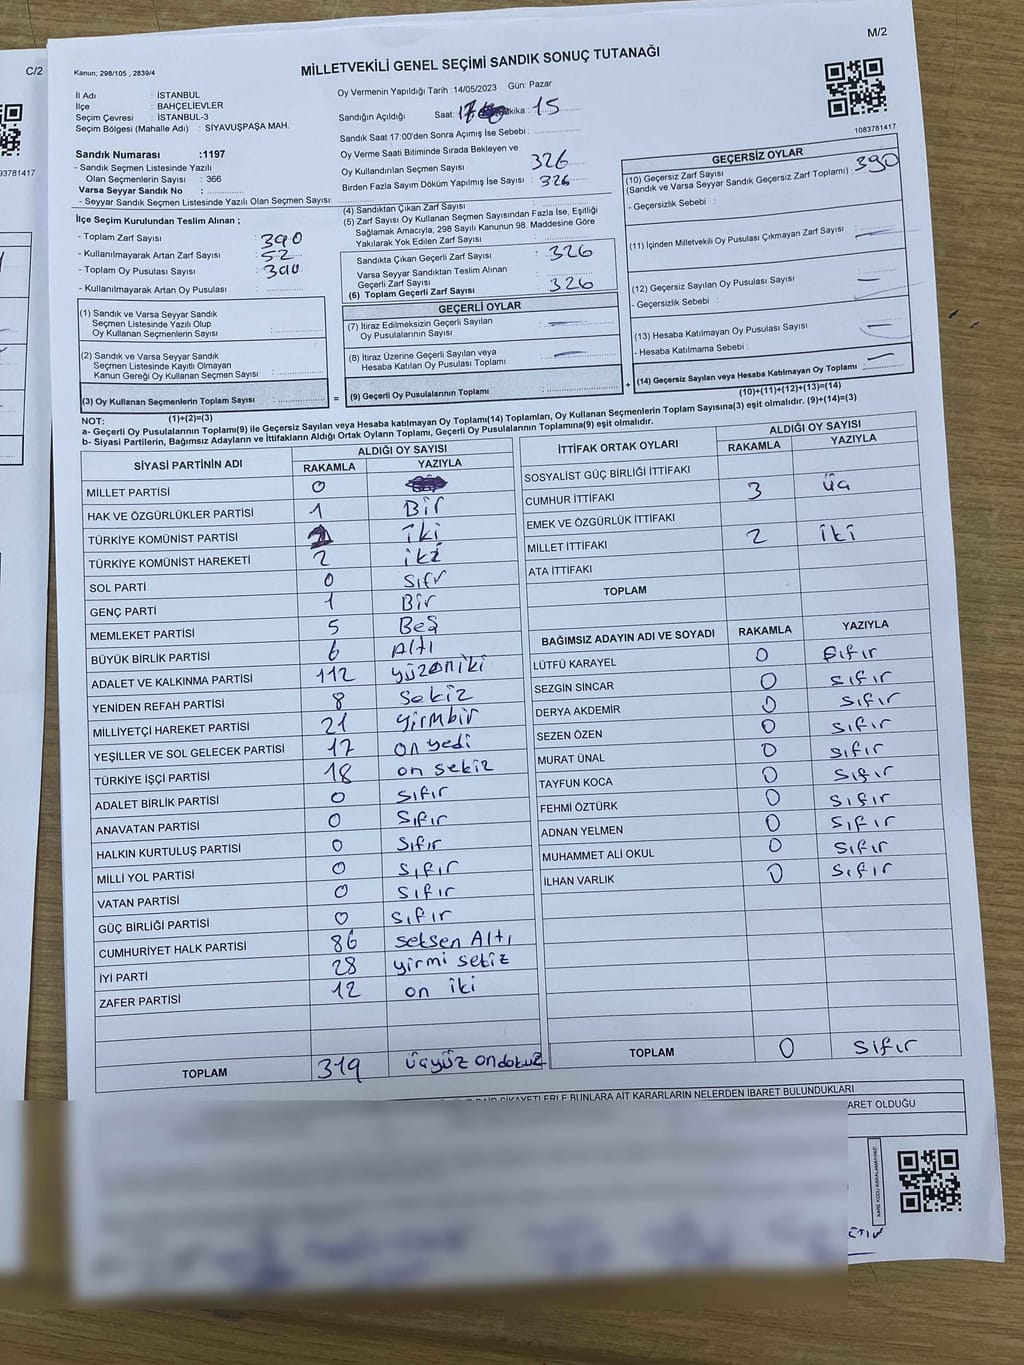 C/2
93781417
M/2
Kanun; 298/105 , 2839/4
MİLLETVEKİLİ GENEL SEÇİMİ SANDIK SONUÇ TUTANAĞI
İl Adı : İSTANBUL
İlçe : BAHÇELİEVLER
Seçim Çevresi : İSTANBUL-3
Seçim Bölgesi (Mahalle Adı) : SİYAVUŞPAŞA MAH.
Oy Vermenin Yapıldığı Tarih : 14/05/2023 Gün: Pazar
Sandığın Açıldığı Saat: 17 Dakika : 15
Sandık Saat 17:00'den Sonra Açımış İse Sebebi :
1083781417
Sandık Numarası :1197
- Sandık Seçmen Listesinde Yazılı
Olan Seçmenlerin Sayısı : 366
Varsa Seyyar Sandık No :
- Seyyar Sandık Seçmen Listesinde Yazılı Olan Seçmen Sayısı:
Oy Verme Saati Bitiminde Sırada Bekleyen ve
Oy Kullandırılan Seçmen Sayısı 326
Birden Fazla Sayım Döküm Yapılmış İse Sayısı : 326
İlçe Seçim Kurulundan Teslim Alınan ;
- Toplam Zarf Sayısı : 390
- Kullanılmayarak Artan Zarf Sayısı : 52
- Toplam Oy Pusulası Sayısı : 390
- Kullanılmayarak Artan Oy Pusulası :
(4) Sandıktan Çıkan Zarf Sayısı :
(5) Zarf Sayısı Oy Kullanan Seçmen Sayısından Fazla İse, Eşitliği
Sağlamak Amacıyla, 298 Sayılı Kanunun 98. Maddesine Göre
Yakılarak Yok Edilen Zarf Sayısı :
Sandıkta Çıkan Geçerli Zarf Sayısı : 326
Varsa Seyyar Sandıktan Teslim Alınan
Geçerli Zarf Sayısı :
(6) Toplam Geçerli Zarf Sayısı : 326
GEÇERSİZ OYLAR
(10) Geçersiz Zarf Sayısı
(Sandık ve Varsa Seyyar Sandık Geçersiz Zarf Toplamı) : 390
- Geçersizlik Sebebi :
(11) İçinden Milletvekili Oy Pusulası Çıkmayan Zarf Sayısı
(12) Geçersiz Sayılan Oy Pusulası Sayısı :
- Geçersizlik Sebebi :
(13) Hesaba Katılmayan Oy Pusulası Sayısı :
- Hesaba Katılmama Sebebi :
(14) Geçersiz Sayılan veya Hesaba Katılmayan Oy Toplamı :
(10)+(11)+(12)+(13)=(14)
(1) Sandık ve Varsa Seyyar Sandık
Seçmen Listesinde Yazılı Olup
Oy Kullanan Seçmenlerin Sayısı :
(2) Sandık ve Varsa Seyyar Sandık
Seçmen Listesinde Kayıtlı Olmayan
Kanun Gereği Oy Kullanan Seçmen Sayısı :
(3) Oy Kullanan Seçmenlerin Toplam Sayısı :
(1)+(2)=(3)
=
GEÇERLİ OYLAR
(7) İtiraz Edilmeksizin Geçerli Sayılan
Oy Pusulalarının Sayısı :
(8) İtiraz Üzerine Geçerli Sayılan veya
Hesaba Katılan Oy Pusulası Toplamı :
(9) Geçerli Oy Pusulalarının Toplamı :
+
NOT:
a- Geçerli Oy Pusulalarının Toplamı(9) ile Geçersiz Sayılan veya Hesaba katılmayan Oy Toplamı(14) Toplamları, Oy Kullanan Seçmenlerin Toplam Sayısına(3) eşit olmalıdır. (9)+(14)=(3)
b- Siyasi Partilerin, Bağımsız Adayların ve İttifakların Aldığı Ortak Oyların Toplamı, Geçerli Oy Pusulalarının Toplamına(9) eşit olmalıdır.
SİYASİ PARTİNİN ADI ALDIĞI OY SAYISI
RAKAMLA YAZIYLA
MİLLET PARTİSİ 0
HAK VE ÖZGÜRLÜKLER PARTİSİ 1 Bir
TÜRKİYE KOMÜNİST PARTİSİ iki
TÜRKİYE KOMÜNİST HAREKETİ 2 iki
SOL PARTİ 0 Sıfr
GENÇ PARTİ 1 Bir
MEMLEKET PARTİSİ 5 Beş
BÜYÜK BİRLİK PARTİSİ 6 Altı
ADALET VE KALKINMA PARTİSİ 112 yüzoniki
YENİDEN REFAH PARTİSİ 8 Sekiz
MİLLİYETÇİ HAREKET PARTİSİ 21 yirmbir
YEŞİLLER VE SOL GELECEK PARTİSİ 17 on yedi
TÜRKİYE İŞÇİ PARTİSİ 18 on sekiz
ADALET BİRLİK PARTİSİ 0 sıfır
ANAVATAN PARTİSİ 0 Sıfır
HALKIN KURTULUŞ PARTİSİ 0 Sıfır
MİLLİ YOL PARTİSİ 0 Sıfır
VATAN PARTİSİ 0 Sıfır
GÜÇ BİRLİĞİ PARTİSİ 0 sıfır
CUMHURİYET HALK PARTİSİ 86 seksen Altı
İYİ PARTİ 28 yirmi sekiz
ZAFER PARTİSİ 12 on iki
TOPLAM 319 üçyüz ondokuz
İTTİFAK ORTAK OYLARI ALDIĞI OY SAYISI
RAKAMLA YAZIYLA
SOSYALİST GÜÇ BİRLİĞİ İTTİFAKI
CUMHUR İTTİFAKI 3 üç
EMEK VE ÖZGÜRLÜK İTTİFAKI
MİLLET İTTİFAKI 2 iki
ATA İTTİFAKI
TOPLAM
BAĞIMSIZ ADAYIN ADI VE SOYADI RAKAMLA YAZIYLA
LÜTFÜ KARAYEL 0 sıfır
SEZGİN SİNCAR 0 sıfır
DERYA AKDEMİR 0 sıfır
SEZEN ÖZEN 0 sıfır
MURAT ÜNAL 0 sıfır
TAYFUN KOCA 0 sıfır
FEHMİ ÖZTÜRK 0 sıfır
ADNAN YELMEN 0 sıfır
MUHAMMET ALİ OKUL 0 sıfır
İLHAN VARLIK 0 sıfır
TOPLAM 0 sıfır
ŞİKAYETLERLE BUNLARA AİT KARARLARIN NELERDEN İBARET BULUNDUKLARI
ARET OLDUĞU